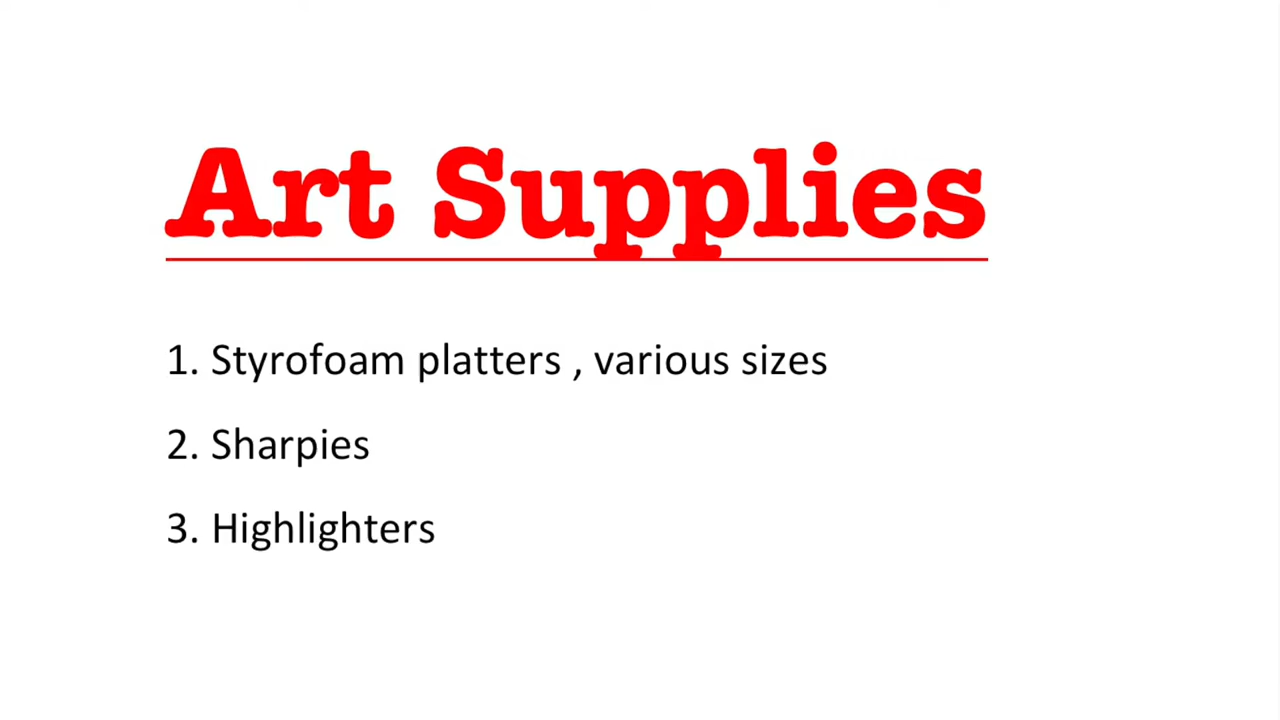 Art Supplies
1. Styrofoam platters , various sizes
2. Sharpies
3. Highlighters